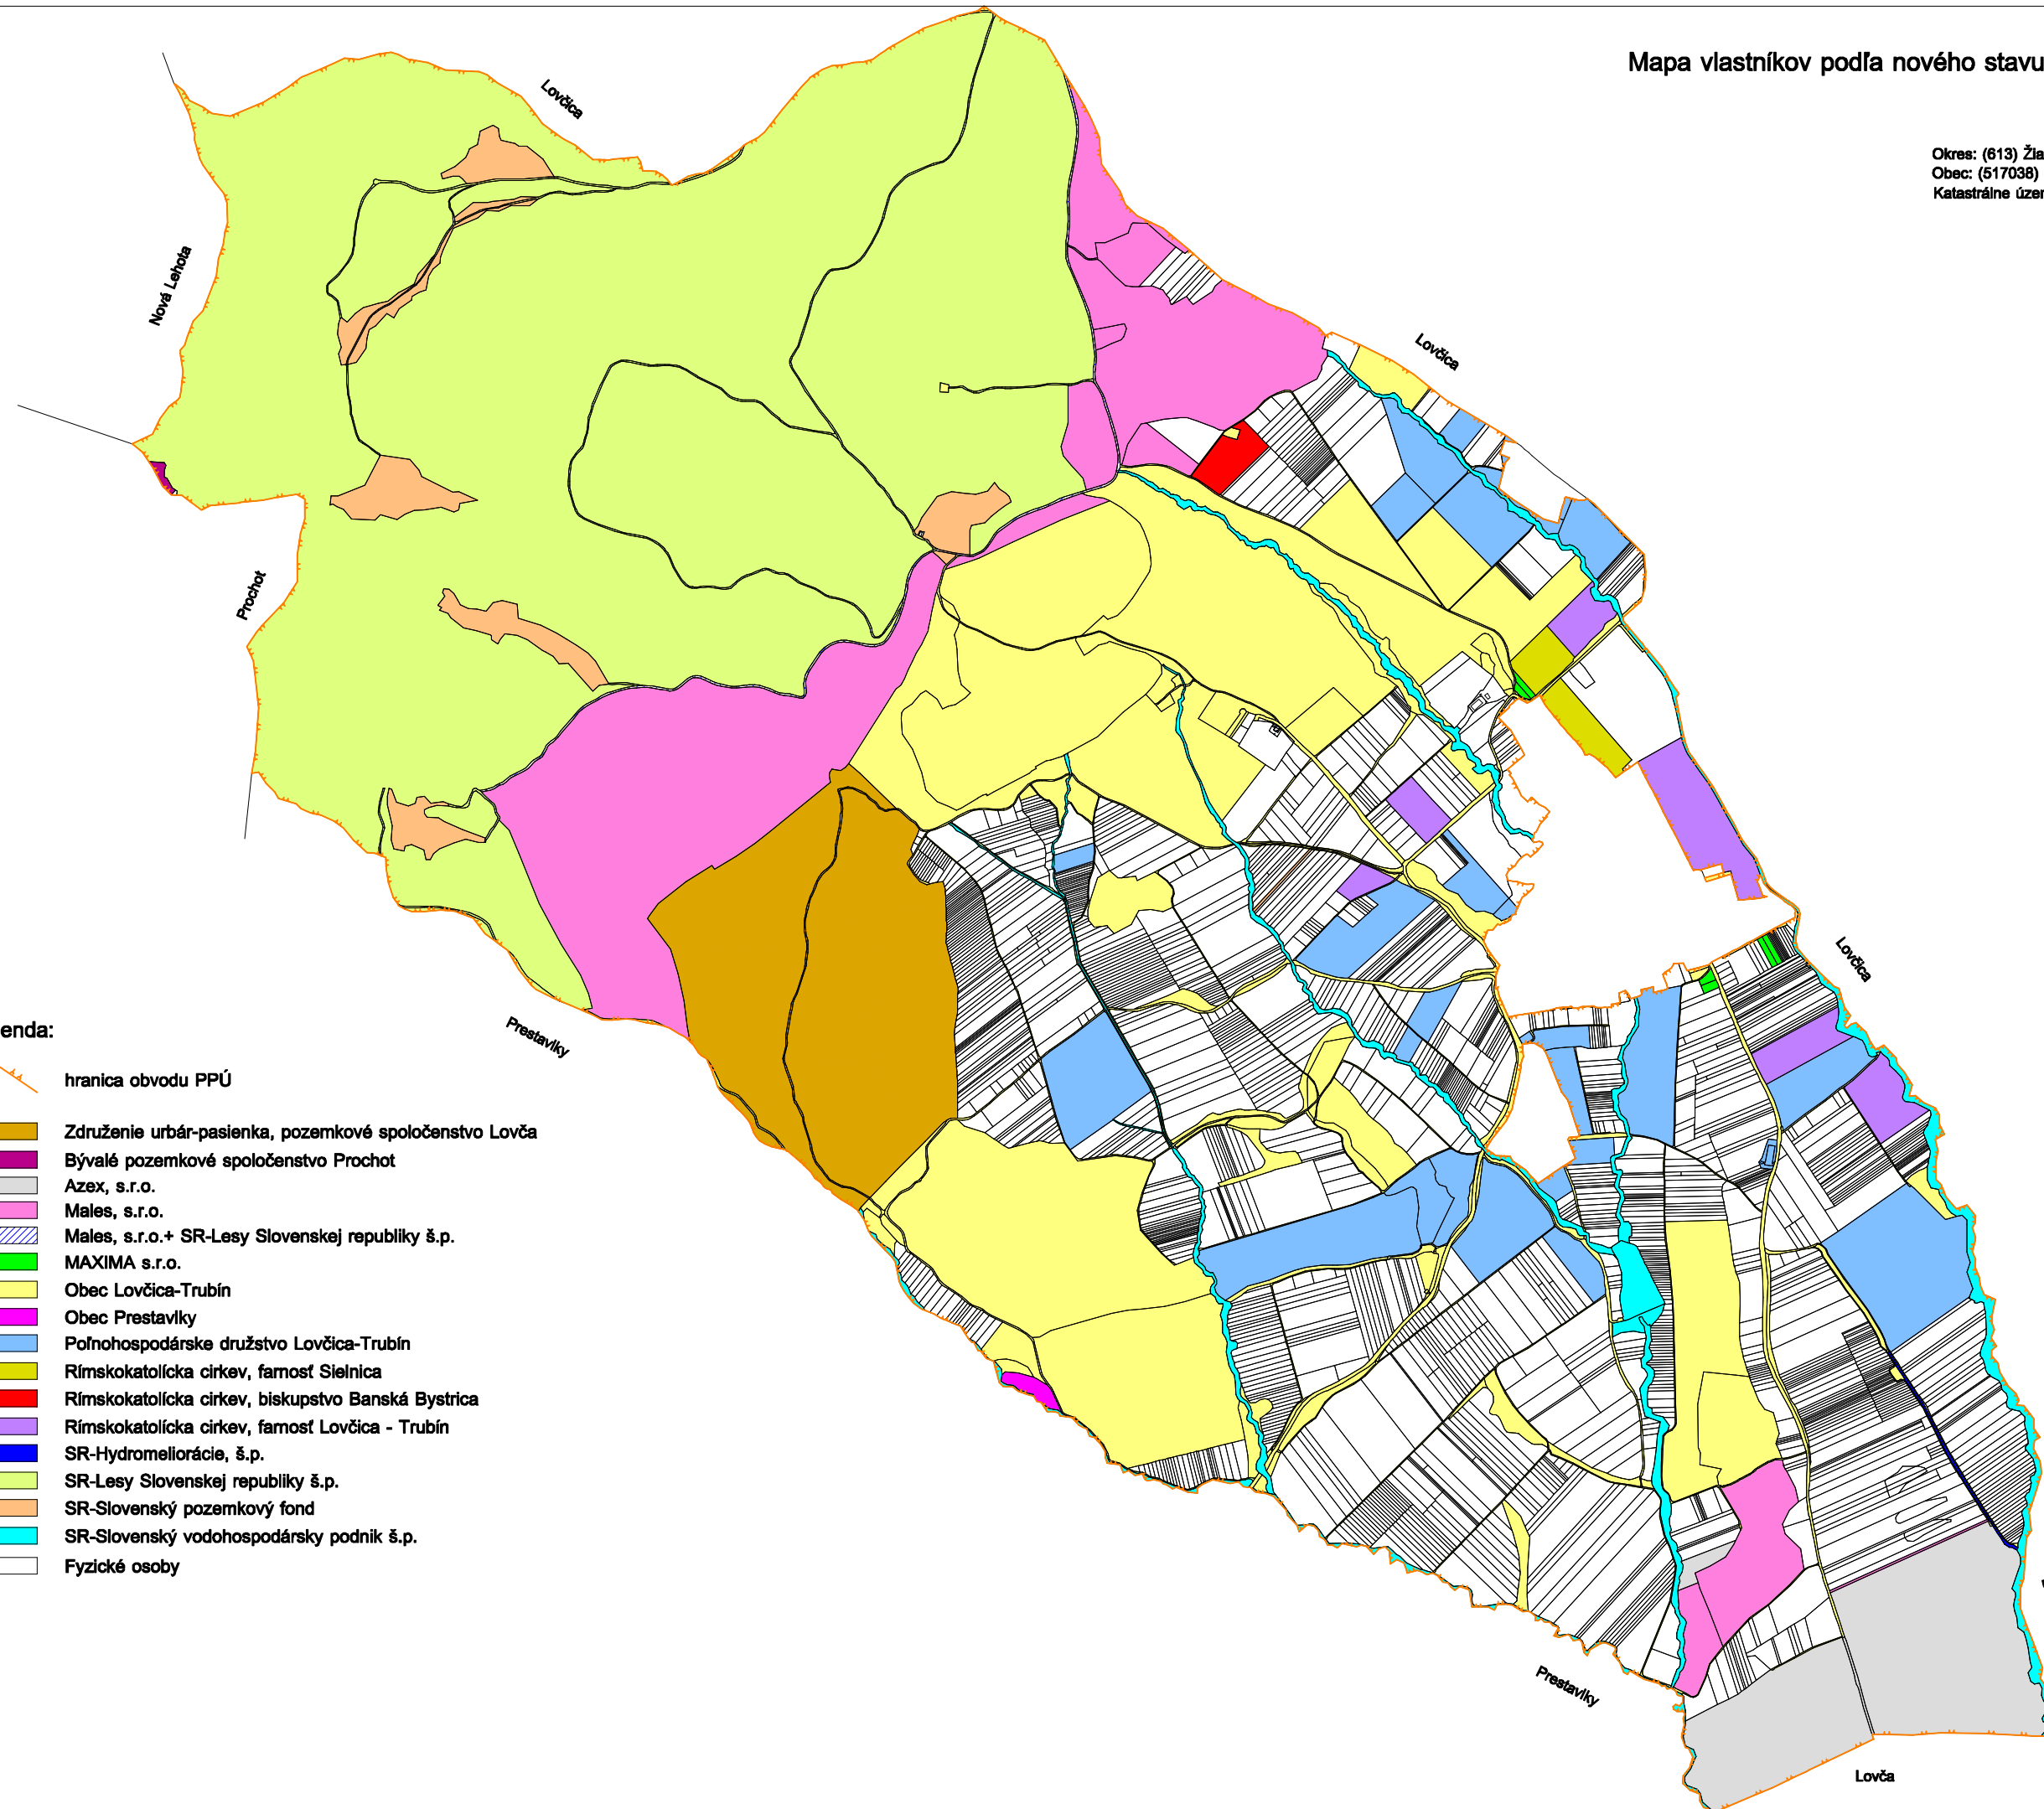 Mapa vlastníkov podľa nového stavu
Okres: (613) Žia
Obec: (517038)
Katastrálne územ
Lovčica
Nová Lehota
Lovčica
Prochot
Lovčica
Prestavlky
enda:
hranica obvodu PPÚ
Združenie urbár-pasienka, pozemkové spoločenstvo Lovča
Bývalé pozemkové spoločenstvo Prochot
Azex, s.r.o.
Males, s.r.o.
Males, s.r.o.+ SR-Lesy Slovenskej republiky š.p.
MAXIMA s.r.o.
Obec Lovčica-Trubín
Obec Prestavlky
Poľnohospodárske družstvo Lovčica-Trubín
Rímskokatolícka cirkev, farnosť Sielnica
Rímskokatolícka cirkev, biskupstvo Banská Bystrica
Rímskokatolícka cirkev, farnosť Lovčica - Trubín
SR-Hydromeliorácie, š.p.
SR-Lesy Slovenskej republiky š.p.
SR-Slovenský pozemkový fond
SR-Slovenský vodohospodársky podnik š.p.
Fyzické osoby
Prestavlky
Lovča